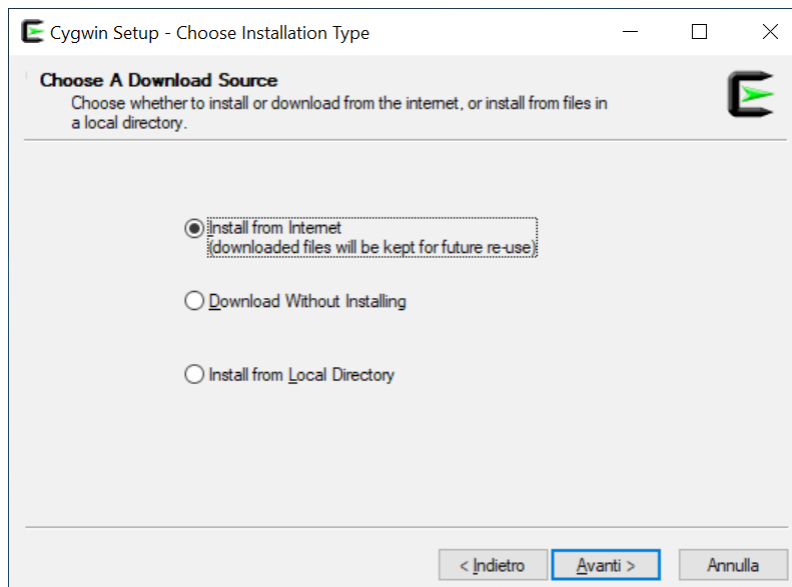 Cygwin Setup - Choose Installation Type
Choose A Download Source
Choose whether to install or download from the internet, or install from files in
a local directory.
Install from Internet
(downloaded files will be kept for future re-use)
Download Without Installing
Install from Local Directory
< Indietro
Avanti >
Annulla